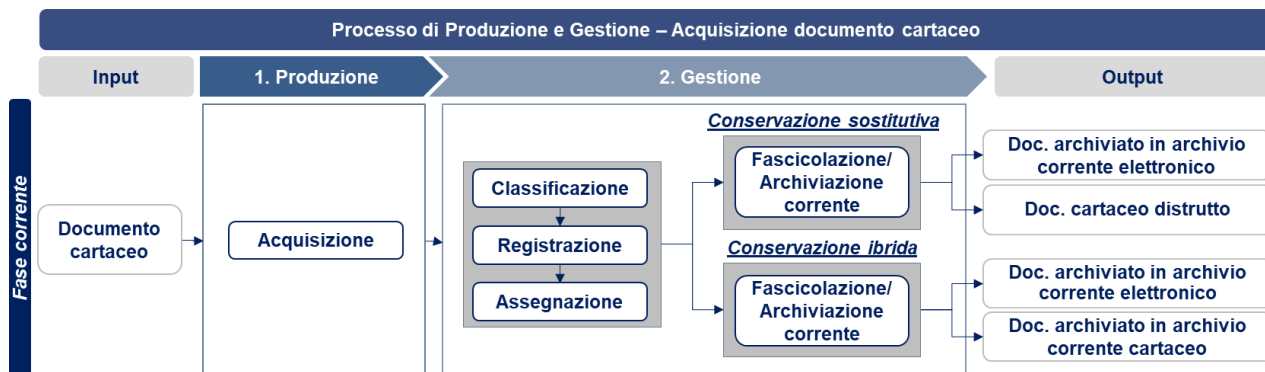 Processo di Produzione e Gestione – Acquisizione documento cartaceo
Input
1. Produzione
2. Gestione
Output
Fase corrente
Documento
cartaceo
Acquisizione
Classificazione
Registrazione
Assegnazione
Conservazione sostitutiva
Fascicolazione/
Archiviazione
corrente
Conservazione ibrida
Fascicolazione/
Archiviazione
corrente
Doc. archiviato in archivio
corrente elettronico
Doc. cartaceo distrutto
Doc. archiviato in archivio
corrente elettronico
Doc. archiviato in archivio
corrente cartaceo